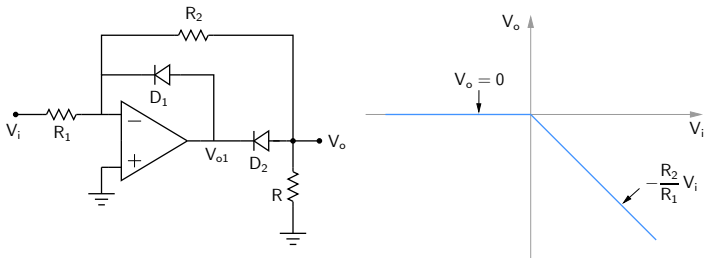 R₂
D₁
Vᵢ
R₁
−
+
Vₒ₁
D₂
Vₒ
R
Vₒ
Vₒ = 0
Vᵢ
−R₂/R₁ Vᵢ